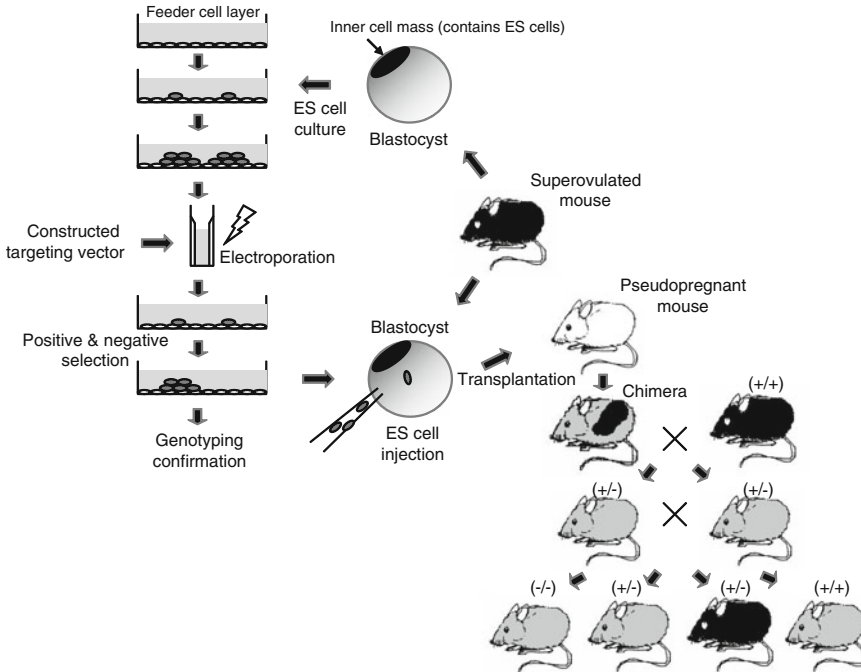 Feeder cell layer
Inner cell mass (contains ES cells)
ES cell
culture
Blastocyst
Superovulated
mouse
Constructed
targeting vector
Electroporation
Pseudopregnant
mouse
Positive & negative
selection
Blastocyst
Transplantation
Chimera
(+/+)
Genotyping
confirmation
ES cell
injection
(+/-)
(+/-)
(-/-)
(+/-)
(+/-)
(+/+)